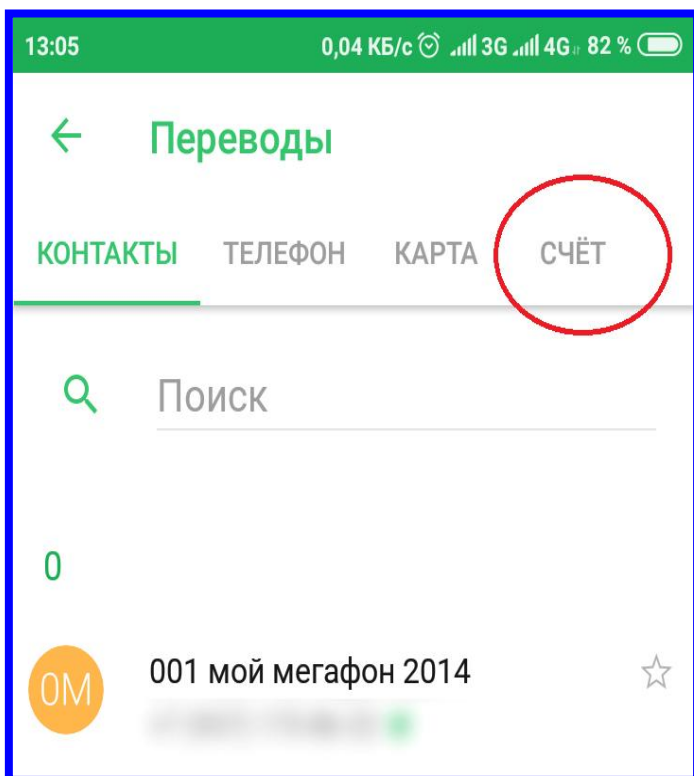 13:05 0,04 КБ/с 3G 4G 82 %
Переводы
КОНТАКТЫ ТЕЛЕФОН КАРТА СЧЁТ
Поиск
0
0М 001 мой мегафон 2014